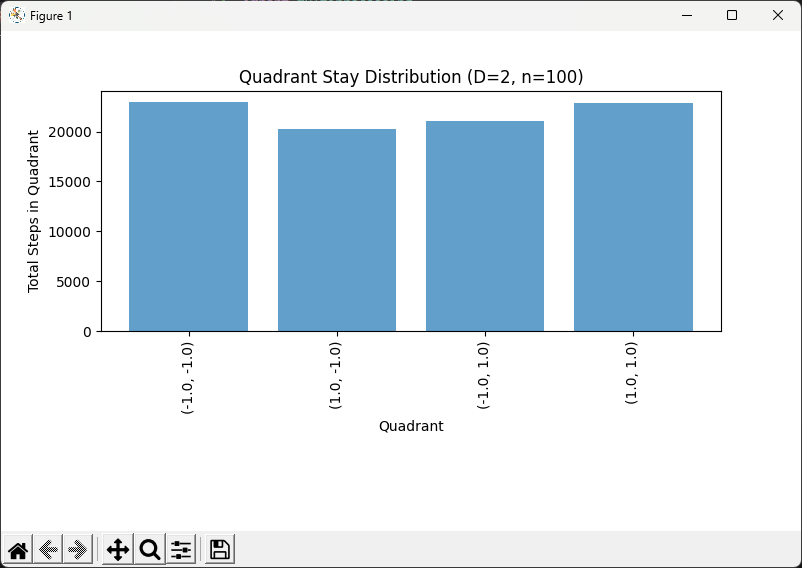 Figure 1
Quadrant Stay Distribution (D=2, n=100)
Total Steps in Quadrant
20000
15000
10000
5000
0
(-1.0, -1.0)
(1.0, -1.0)
(-1.0, 1.0)
(1.0, 1.0)
Quadrant